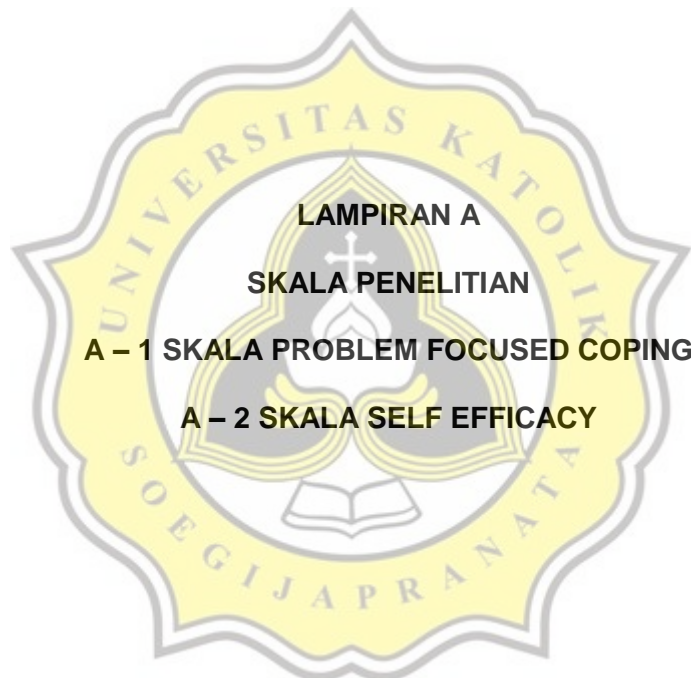 UNIVERSITAS KATOLIK
LAMPIRAN A
SKALA PENELITIAN
A – 1 SKALA PROBLEM FOCUSED COPING
A – 2 SKALA SELF EFFICACY
SOEGIJAPRANATA